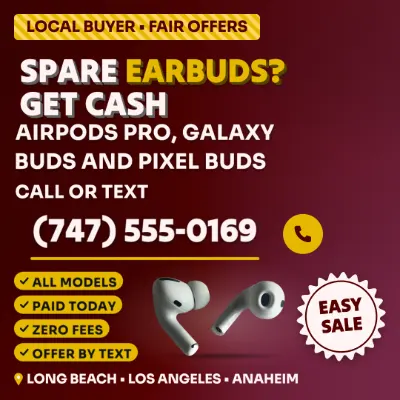 LOCAL BUYER ▪ FAIR OFFERS
SPARE EARBUDS?
GET CASH
AIRPODS PRO, GALAXY
BUDS AND PIXEL BUDS
CALL OR TEXT
(747) 555-0169
ALL MODELS
PAID TODAY
ZERO FEES
OFFER BY TEXT
EASY
SALE
LONG BEACH ▪ LOS ANGELES ▪ ANAHEIM